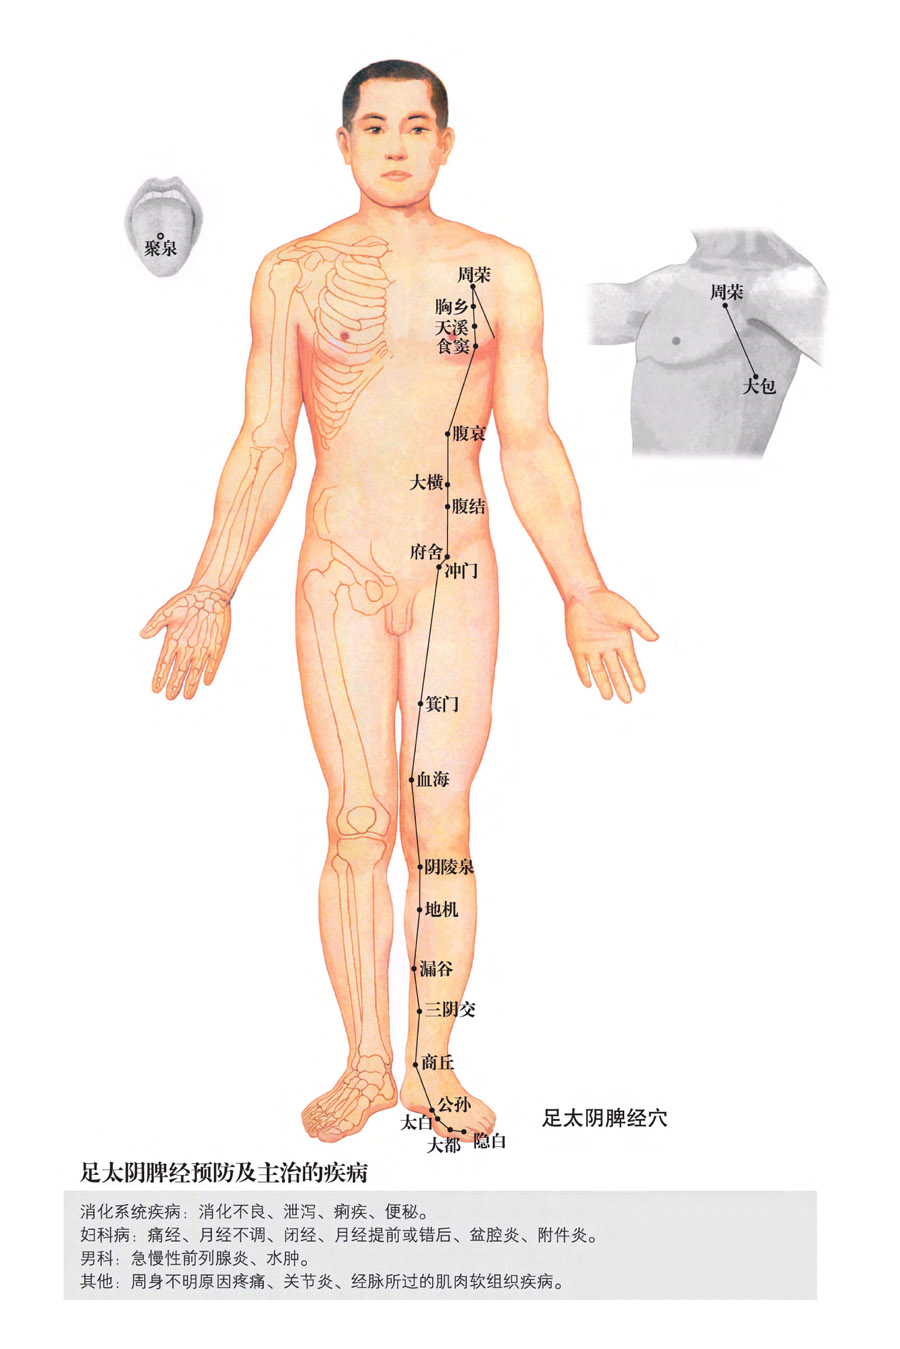 聚泉
周荣
胸乡
天溪
食窦
周荣
大包
腹哀
大横
腹结
府舍
冲门
箕门
血海
阴陵泉
地机
漏谷
三阴交
商丘
公孙
太白
大都
隐白
足太阴脾经穴
足太阴脾经预防及主治的疾病
消化系统疾病：消化不良、泄泻、痢疾、便秘。
妇科病：痛经、月经不调、闭经、月经提前或错后、盆腔炎、附件炎。
男科：急慢性前列腺炎、水肿。
其他：周身不明原因疼痛、关节炎、经脉所过的肌肉软组织疾病。